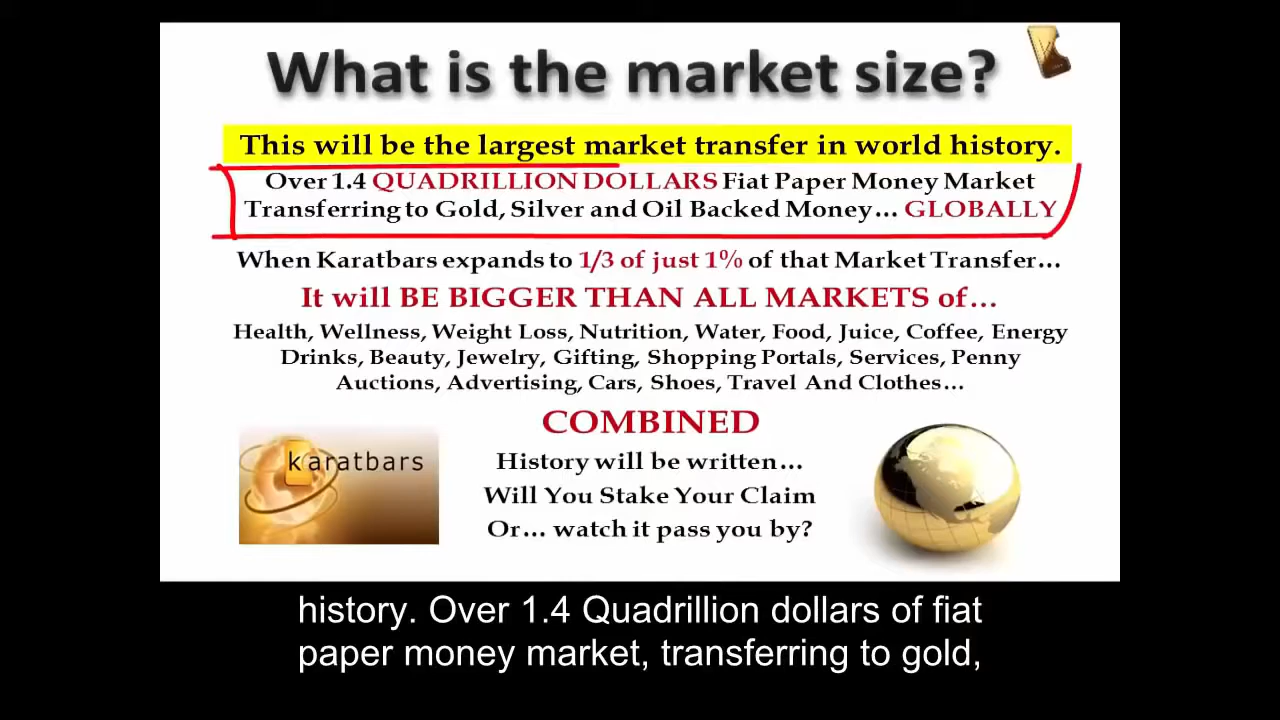 What is the market size?
This will be the largest market transfer in world history.
Over 1.4 QUADRILLION DOLLARS Fiat Paper Money Market
Transferring to Gold, Silver and Oil Backed Money... GLOBALLY
When Karatbars expands to 1/3 of just 1% of that Market Transfer...
It will BE BIGGER THAN ALL MARKETS of...
Health, Wellness, Weight Loss, Nutrition, Water, Food, Juice, Coffee, Energy
Drinks, Beauty, Jewelry, Gifting, Shopping Portals, Services, Penny
Auctions, Advertising, Cars, Shoes, Travel And Clothes...
COMBINED
karatbars
History will be written...
Will You Stake Your Claim
Or... watch it pass you by?
history. Over 1.4 Quadrillion dollars of fiat
paper money market, transferring to gold,